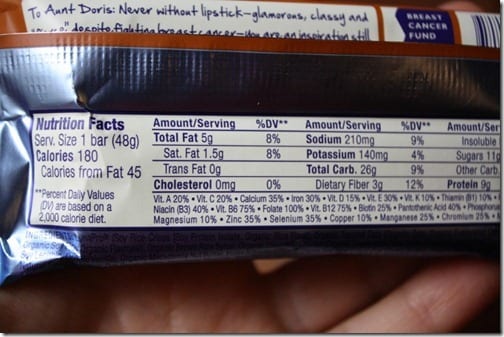 To Aunt Doris: Never without lipstick—glamorous, classy and
despite fighting breast cancer—you are an inspiration still
BREAST
CANCER
FUND
Nutrition Facts
Serv. Size 1 bar (48g)
Calories 180
Calories from Fat 45
**Percent Daily Values
(DV) are based on a
2,000 calorie diet.
Amount/Serving %DV** Amount/Serving %DV** Amount/Ser
Total Fat 5g 8% Sodium 210mg 9% Insoluble
Sat. Fat 1.5g 8% Potassium 140mg 4% Sugars 11g
Trans Fat 0g Total Carb. 26g 9% Other Carb.
Cholesterol 0mg 0% Dietary Fiber 3g 12% Protein 9g
Vit. A 20% • Vit. C 20% • Calcium 35% • Iron 30% • Vit. D 15% • Vit. E 30% • Vit. K 10% • Thiamin (B1) 10% •
Niacin (B3) 40% • Vit. B6 75% • Folate 100% • Vit. B12 75% • Biotin 25% • Pantothenic Acid 40% • Phosphorus
Magnesium 10% • Zinc 35% • Selenium 35% • Copper 10% • Manganese 25% • Chromium 25% •